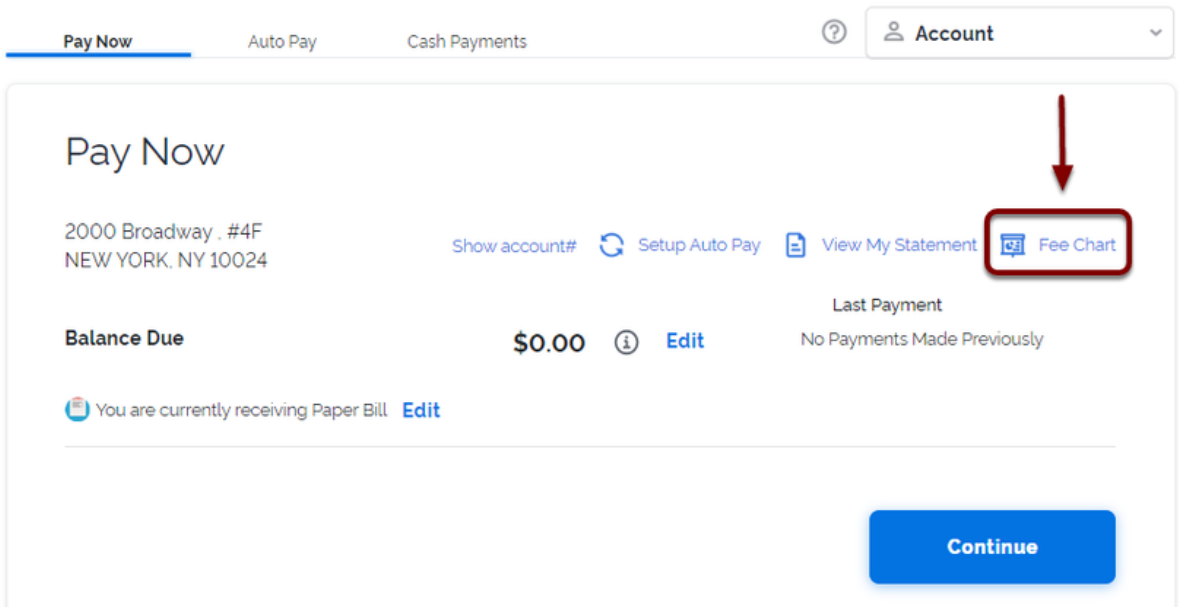 Pay Now Auto Pay Cash Payments Account
Pay Now
2000 Broadway , #4F
NEW YORK, NY 10024
Show account# Setup Auto Pay View My Statement Fee Chart
Last Payment
Balance Due $0.00 Edit No Payments Made Previously
You are currently receiving Paper Bill Edit
Continue